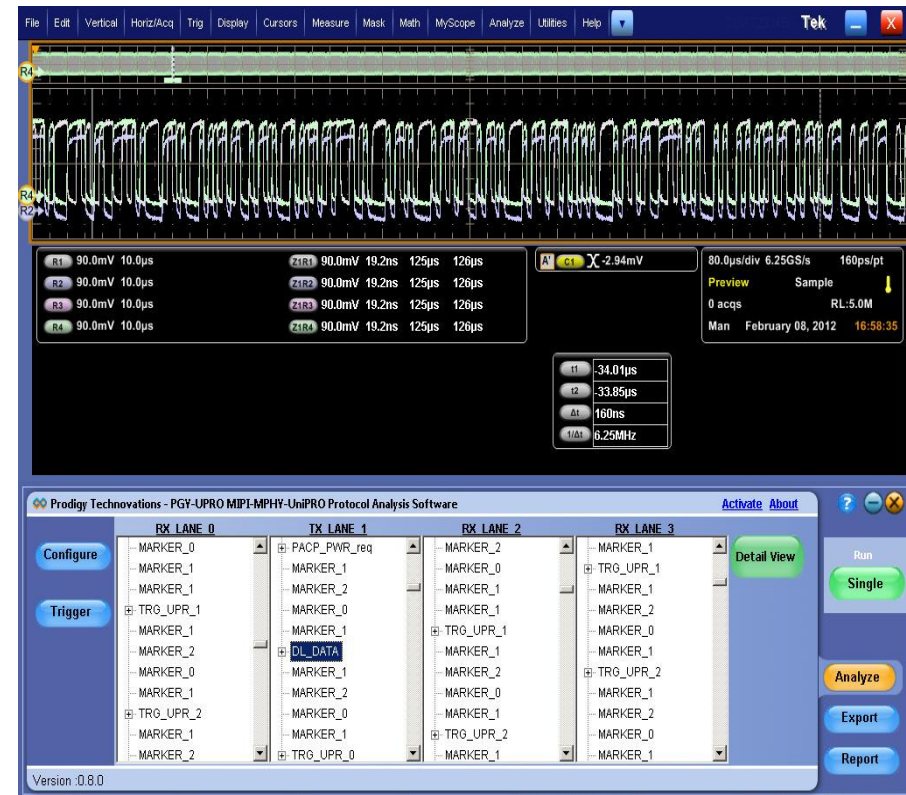 File Edit Vertical Horiz/Acq Trig Display Cursors Measure Mask Math MyScope Analyze Utilities Help Tek X
R4
R4
R2
R1 90.0mV 10.0µs Z1R1 90.0mV 19.2ns 125µs 126µs
R2 90.0mV 10.0µs Z1R2 90.0mV 19.2ns 125µs 126µs
R3 90.0mV 10.0µs Z1R3 90.0mV 19.2ns 125µs 126µs
R4 90.0mV 10.0µs Z1R4 90.0mV 19.2ns 125µs 126µs
A' C1 -2.94mV
80.0µs/div 6.25GS/s 160ps/pt
Preview Sample
0 acqs RL:5.0M
Man February 08, 2012 16:58:35
t1 -34.01µs
t2 -33.85µs
Δt 160ns
1/Δt 6.25MHz
Prodigy Technovations - PGY-UPRO MIPI-MPHY-UniPRO Protocol Analysis Software Activate About ?
Configure
Trigger
RX LANE 0
MARKER_0
MARKER_1
MARKER_1
TRG_UPR_1
MARKER_1
MARKER_2
MARKER_0
MARKER_1
TRG_UPR_2
MARKER_1
MARKER_2
TX LANE 1
PACP_PWR_req
MARKER_1
MARKER_2
MARKER_0
MARKER_1
DL_DATA
MARKER_1
MARKER_2
MARKER_0
MARKER_1
TRG_UPR_0
RX LANE 2
MARKER_2
MARKER_0
MARKER_1
MARKER_1
TRG_UPR_1
MARKER_1
MARKER_2
MARKER_0
MARKER_1
TRG_UPR_2
MARKER_1
RX LANE 3
MARKER_1
TRG_UPR_1
MARKER_1
MARKER_2
MARKER_0
MARKER_1
TRG_UPR_2
MARKER_1
MARKER_2
MARKER_0
MARKER_1
Detail View
Run
Single
Analyze
Export
Report
Version :0.8.0